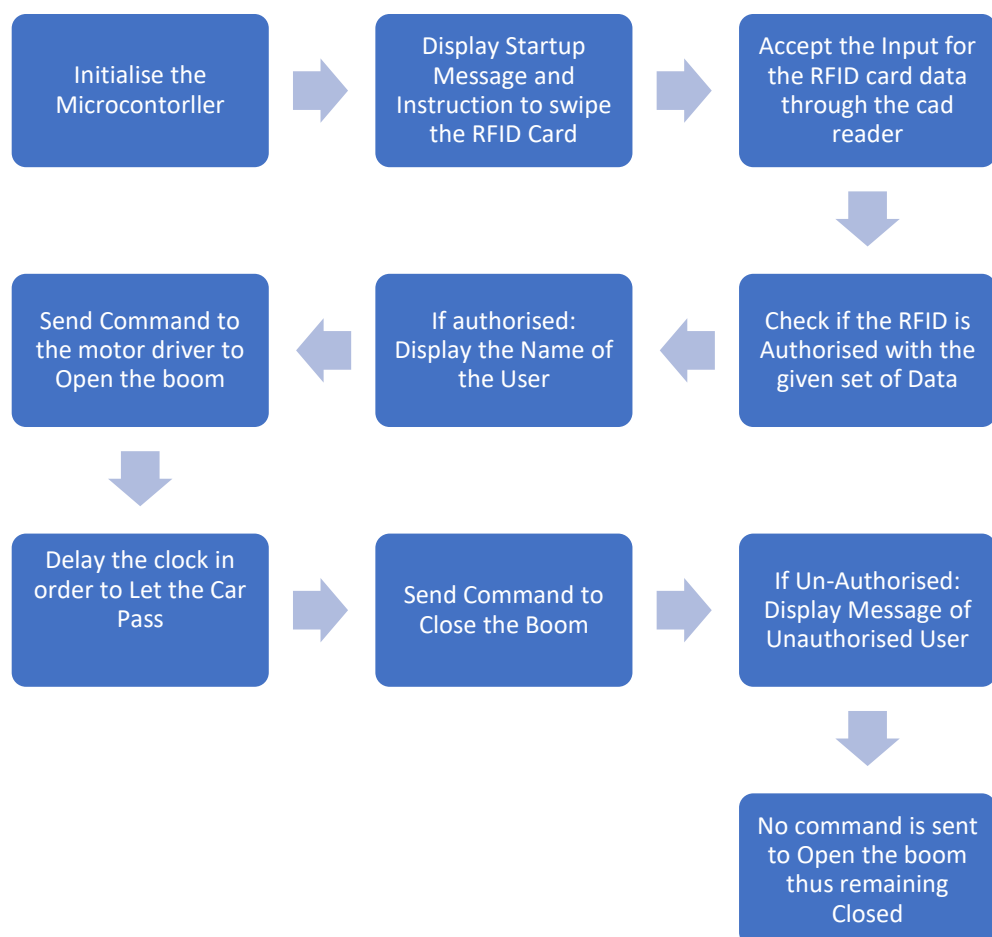 Initialise the
Microcontorller
Display Startup
Message and
Instruction to swipe
the RFID Card
Accept the Input for
the RFID card data
through the cad
reader
Check if the RFID is
Authorised with the
given set of Data
If authorised:
Display the Name of
the User
Send Command to
the motor driver to
Open the boom
Delay the clock in
order to Let the Car
Pass
Send Command to
Close the Boom
If Un-Authorised:
Display Message of
Unauthorised User
No command is sent
to Open the boom
thus remaining
Closed